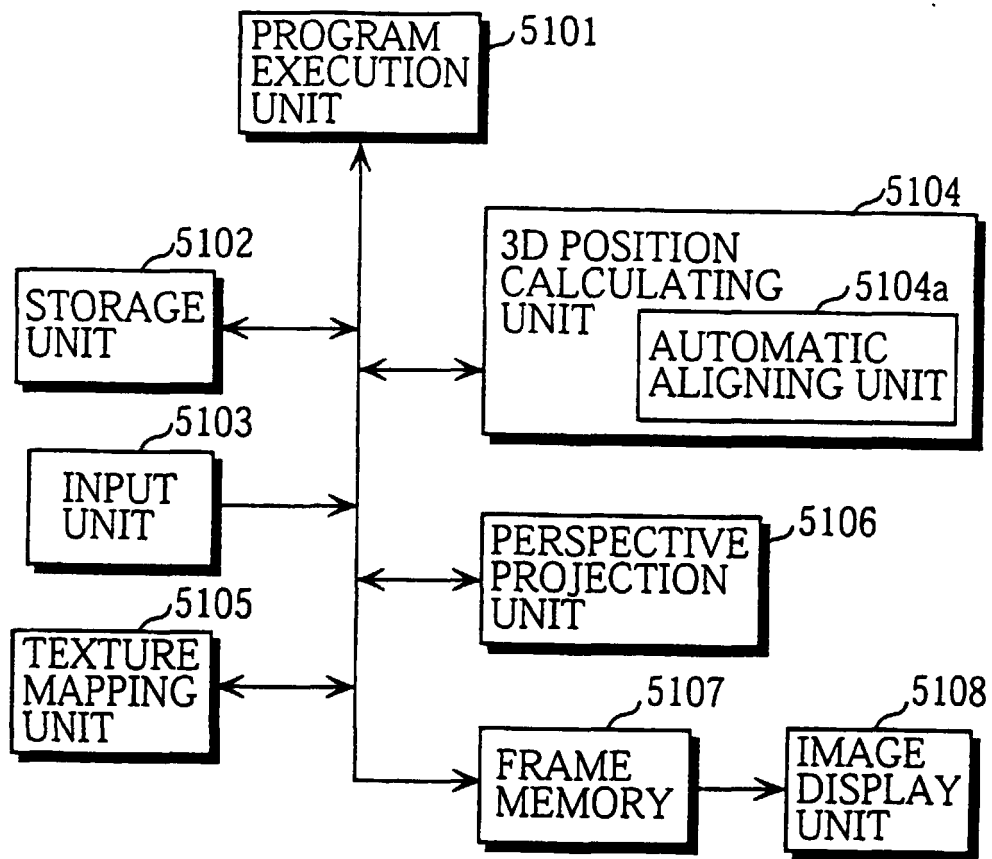 PROGRAM
EXECUTION
UNIT
5101
5102
STORAGE
UNIT
5104
3D POSITION
CALCULATING
UNIT
5104a
AUTOMATIC
ALIGNING UNIT
5103
INPUT
UNIT
5106
PERSPECTIVE
PROJECTION
UNIT
5105
TEXTURE
MAPPING
UNIT
5107
FRAME
MEMORY
5108
IMAGE
DISPLAY
UNIT